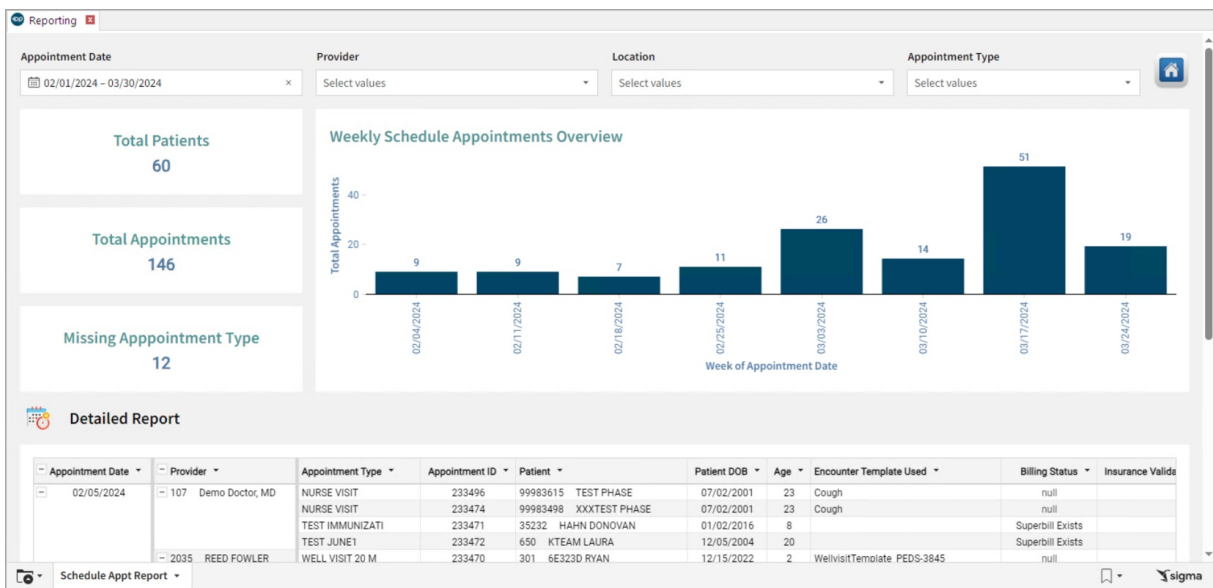 Reporting
Appointment Date
Provider
Location
Appointment Type
02/01/2024 – 03/30/2024
Select values
Select values
Select values
Total Patients
60
Total Appointments
146
Missing Apppointment Type
12
Weekly Schedule Appointments Overview
Total Appointments
40
20
0
9
9
7
11
26
14
51
19
02/04/2024
02/11/2024
02/18/2024
02/25/2024
03/03/2024
03/10/2024
03/17/2024
03/24/2024
Week of Appointment Date
Detailed Report
Appointment Date Provider Appointment Type Appointment ID Patient Patient DOB Age Encounter Template Used Billing Status Insurance Valida
02/05/2024 107 Demo Doctor, MD NURSE VISIT 233496 99983615 TEST PHASE 07/02/2001 23 Cough null
NURSE VISIT 233474 99983498 XXXTEST PHASE 07/02/2001 23 Cough null
TEST IMMUNIZATI 233471 35232 HAHN DONOVAN 01/02/2016 8 Superbill Exists
TEST JUNE1 233472 650 KTEAM LAURA 12/05/2004 20 Superbill Exists
2035 REED FOWLER WELL VISIT 20 M 233470 301 6E323D RYAN 12/15/2022 2 WellvisitTemplate_PEDS-3845 null
Schedule Appt Report
sigma